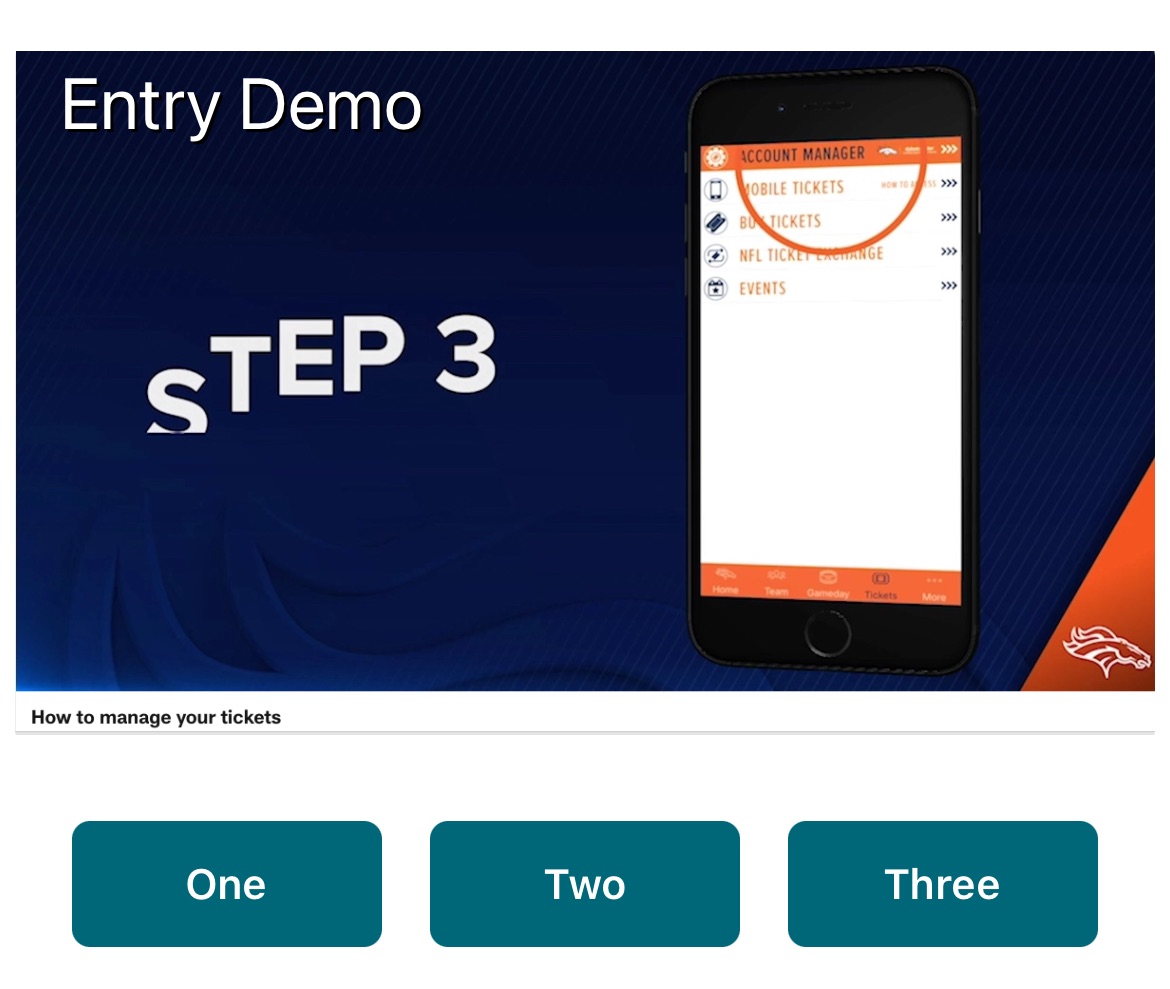 Entry Demo
STEP 3
ACCOUNT MANAGER
MOBILE TICKETS
HOW TO ACCESS
BUY TICKETS
NFL TICKET EXCHANGE
EVENTS
Home Team Gameday Tickets More
How to manage your tickets
One Two Three